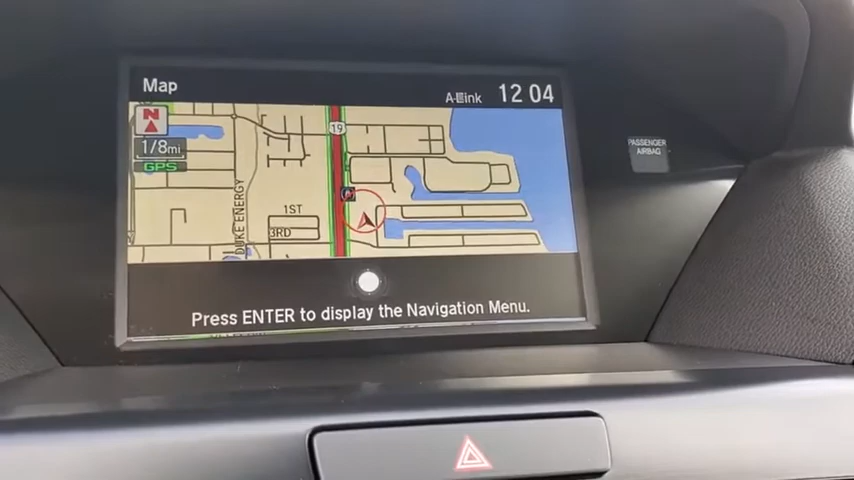 Map
A-Link
12 04
N
1/8mi
GPS
19
1ST
3RD
DUKE ENERGY
PASSENGER
AIRBAG
Press ENTER to display the Navigation Menu.